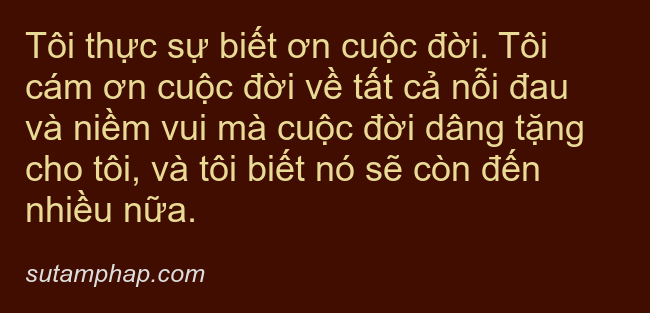 Tôi thực sự biết ơn cuộc đời. Tôi
cám ơn cuộc đời về tất cả nỗi đau
và niềm vui mà cuộc đời dâng tặng
cho tôi, và tôi biết nó sẽ còn đến
nhiều nữa.
sutamphap.com